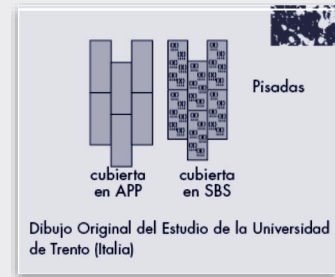 Pisadas
cubierta
en APP
cubierta
en SBS
Dibujo Original del Estudio de la Universidad
de Trento (Italia)